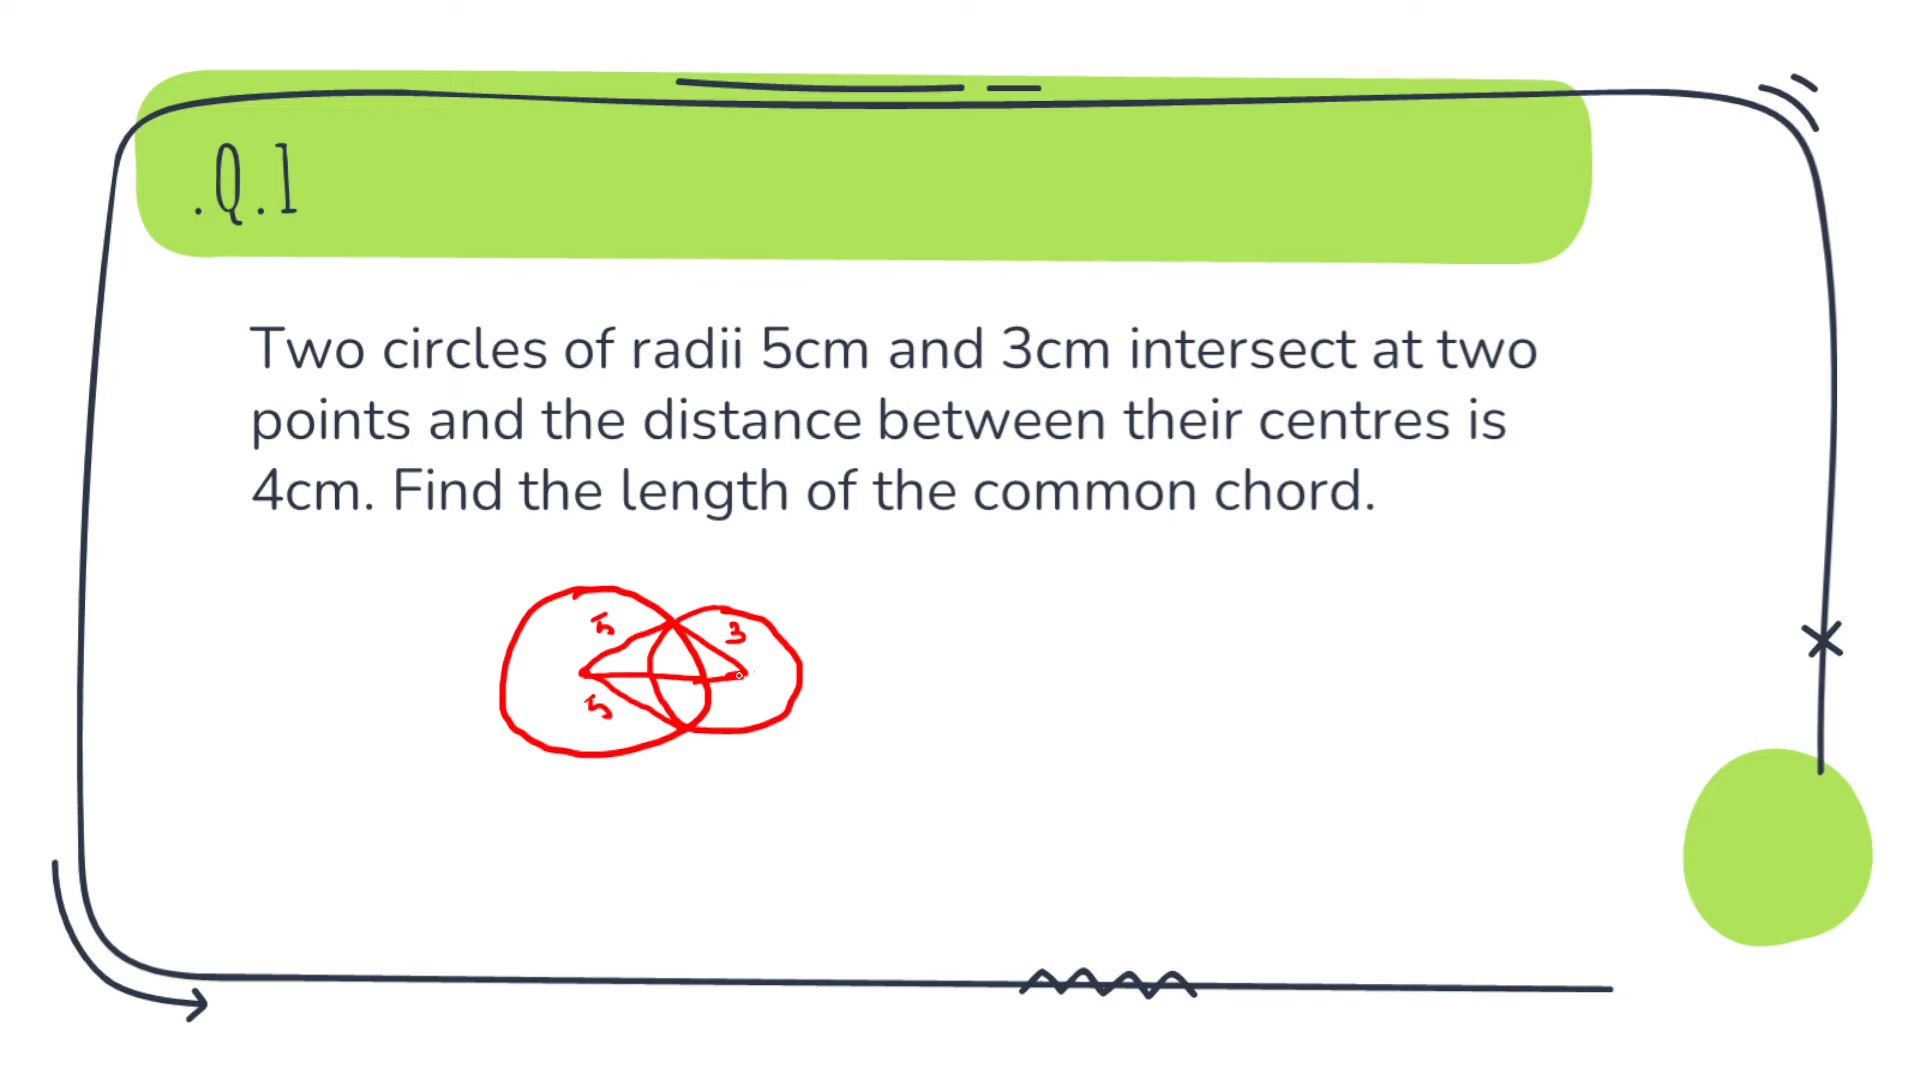 .Q.1
Two circles of radii 5cm and 3cm intersect at two
points and the distance between their centres is
4cm. Find the length of the common chord.
5 3
5